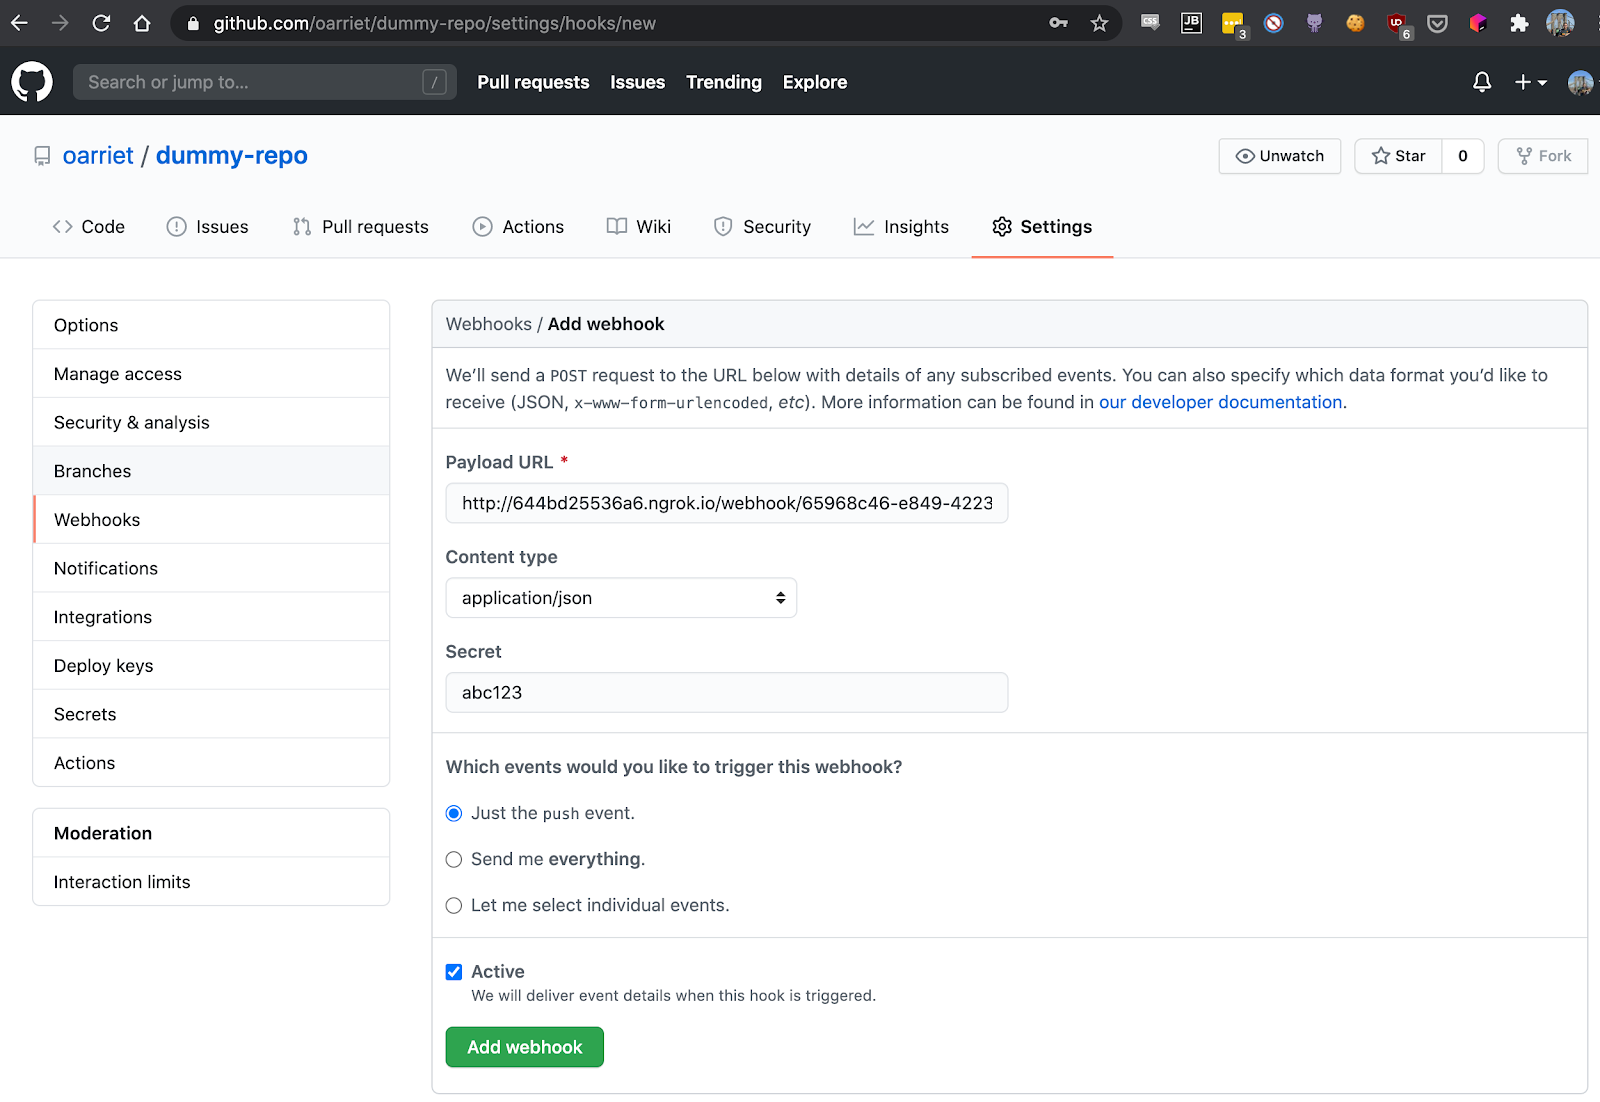 github.com/oarriet/dummy-repo/settings/hooks/new
CSS
JB
3
UD
6
Search or jump to...
/
Pull requests
Issues
Trending
Explore
oarriet / dummy-repo
Unwatch
Star
0
Fork
Code
Issues
Pull requests
Actions
Wiki
Security
Insights
Settings
Options
Manage access
Security & analysis
Branches
Webhooks
Notifications
Integrations
Deploy keys
Secrets
Actions
Moderation
Interaction limits
Webhooks / Add webhook
We’ll send a POST request to the URL below with details of any subscribed events. You can also specify which data format you’d like to
receive (JSON, x-www-form-urlencoded, etc). More information can be found in our developer documentation.
Payload URL *
http://644bd25536a6.ngrok.io/webhook/65968c46-e849-4223
Content type
application/json
Secret
abc123
Which events would you like to trigger this webhook?
Just the push event.
Send me everything.
Let me select individual events.
Active
We will deliver event details when this hook is triggered.
Add webhook